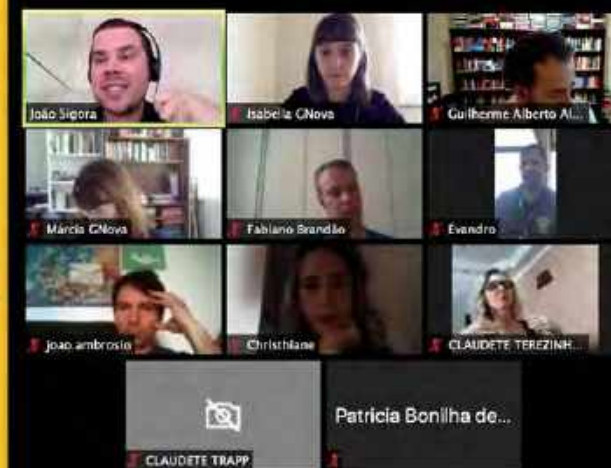 João Sigora
Isabella GNova
Guilherme Alberto Al...
Márcia GNova
Fabiano Brandão
Evandro
joao.ambrosio
Christhiane
CLAUDETE TEREZINH...
CLAUDETE TRAPP
Patricia Bonilha de...